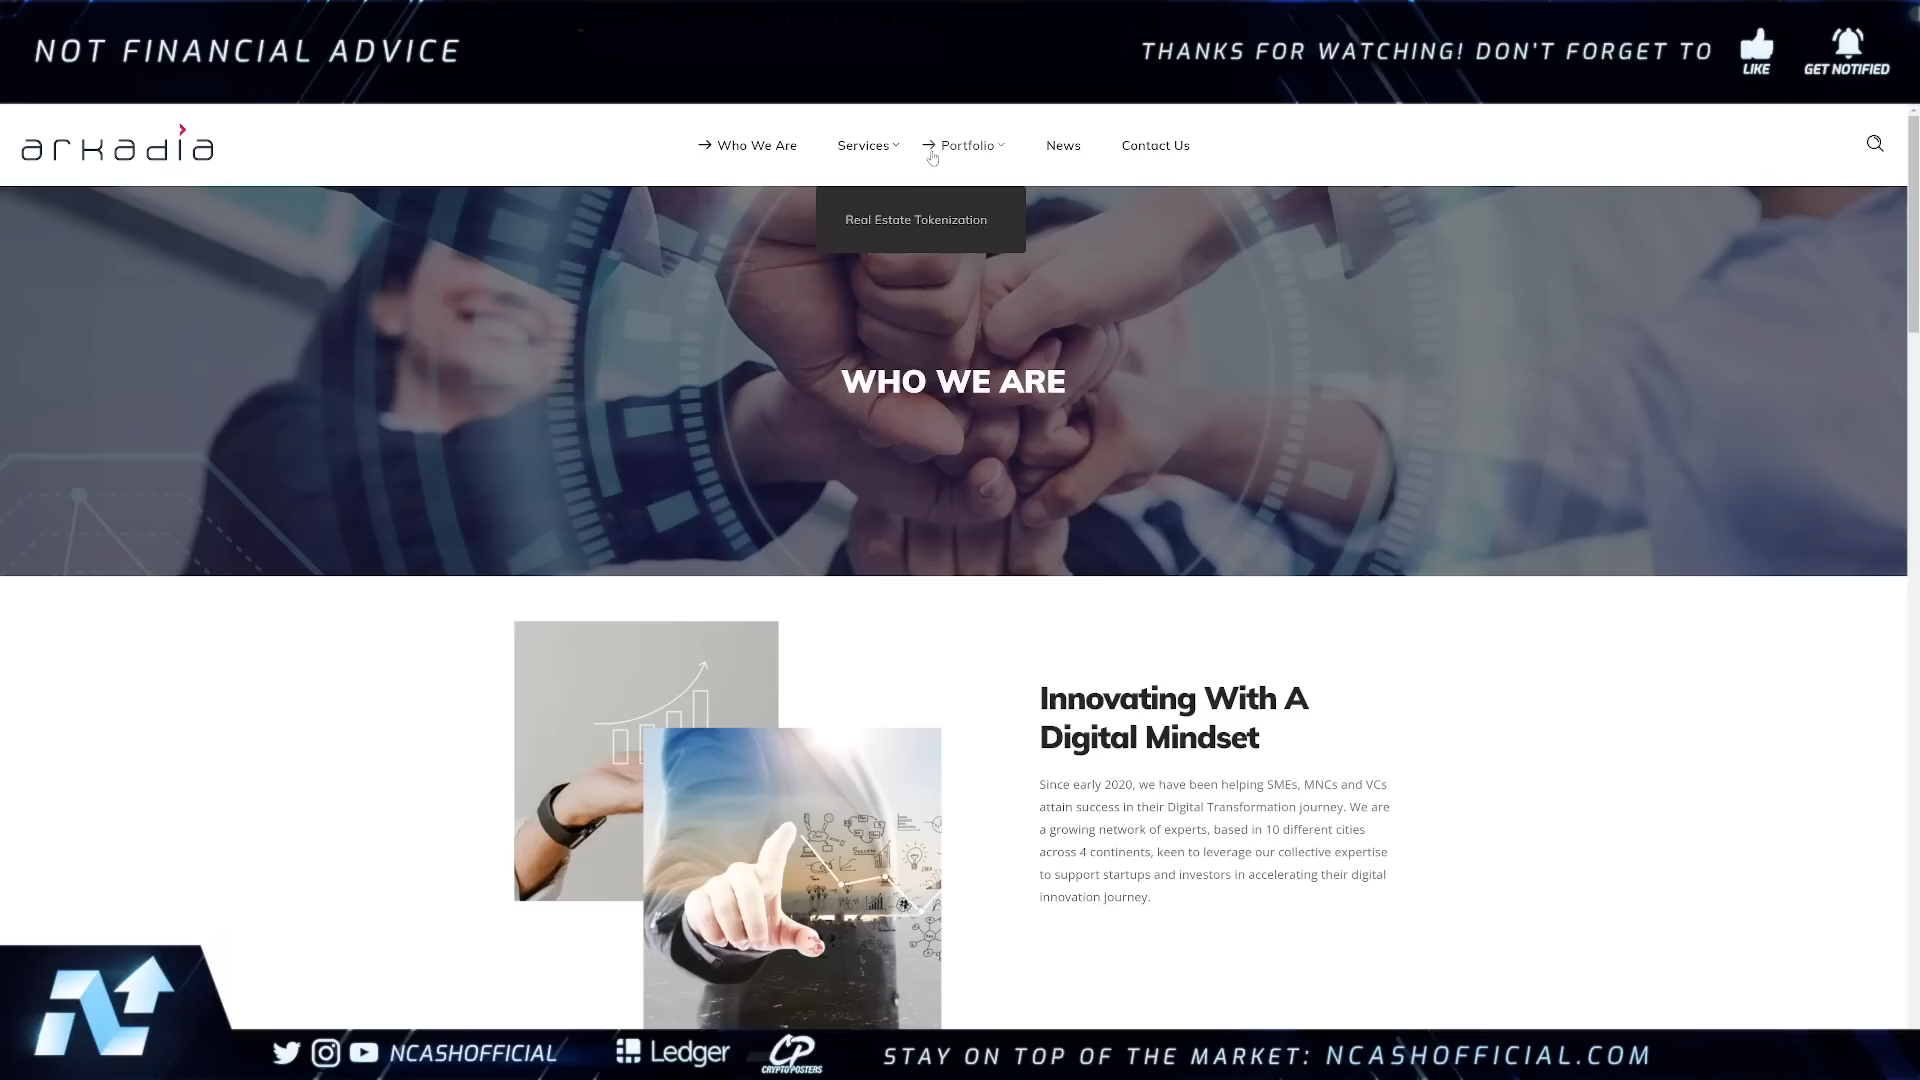 NOT FINANCIAL ADVICE
THANKS FOR WATCHING! DON'T FORGET TO
LIKE
GET NOTIFIED
arkadia
Who We Are
Services
Portfolio
News
Contact Us
Real Estate Tokenization
WHO WE ARE
Innovating With A
Digital Mindset
Since early 2020, we have been helping SMEs, MNCs and VCs
attain success in their Digital Transformation journey. We are
a growing network of experts, based in 10 different cities
across 4 continents, keen to leverage our collective expertise
to support startups and investors in accelerating their digital
innovation journey.
Success
NCASHOFFICIAL
Ledger
CP
CRYPTOPOSTERS
STAY ON TOP OF THE MARKET: NCASHOFFICIAL.COM